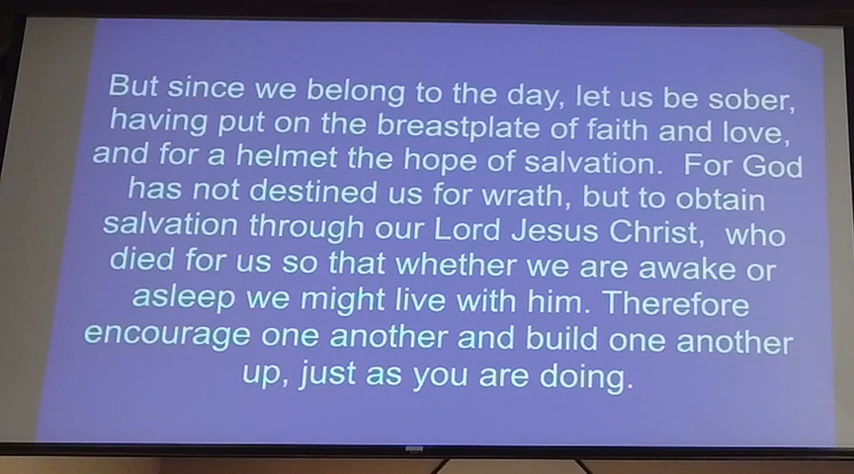 But since we belong to the day, let us be sober,
having put on the breastplate of faith and love,
and for a helmet the hope of salvation. For God
has not destined us for wrath, but to obtain
salvation through our Lord Jesus Christ, who
died for us so that whether we are awake or
asleep we might live with him. Therefore
encourage one another and build one another
up, just as you are doing.